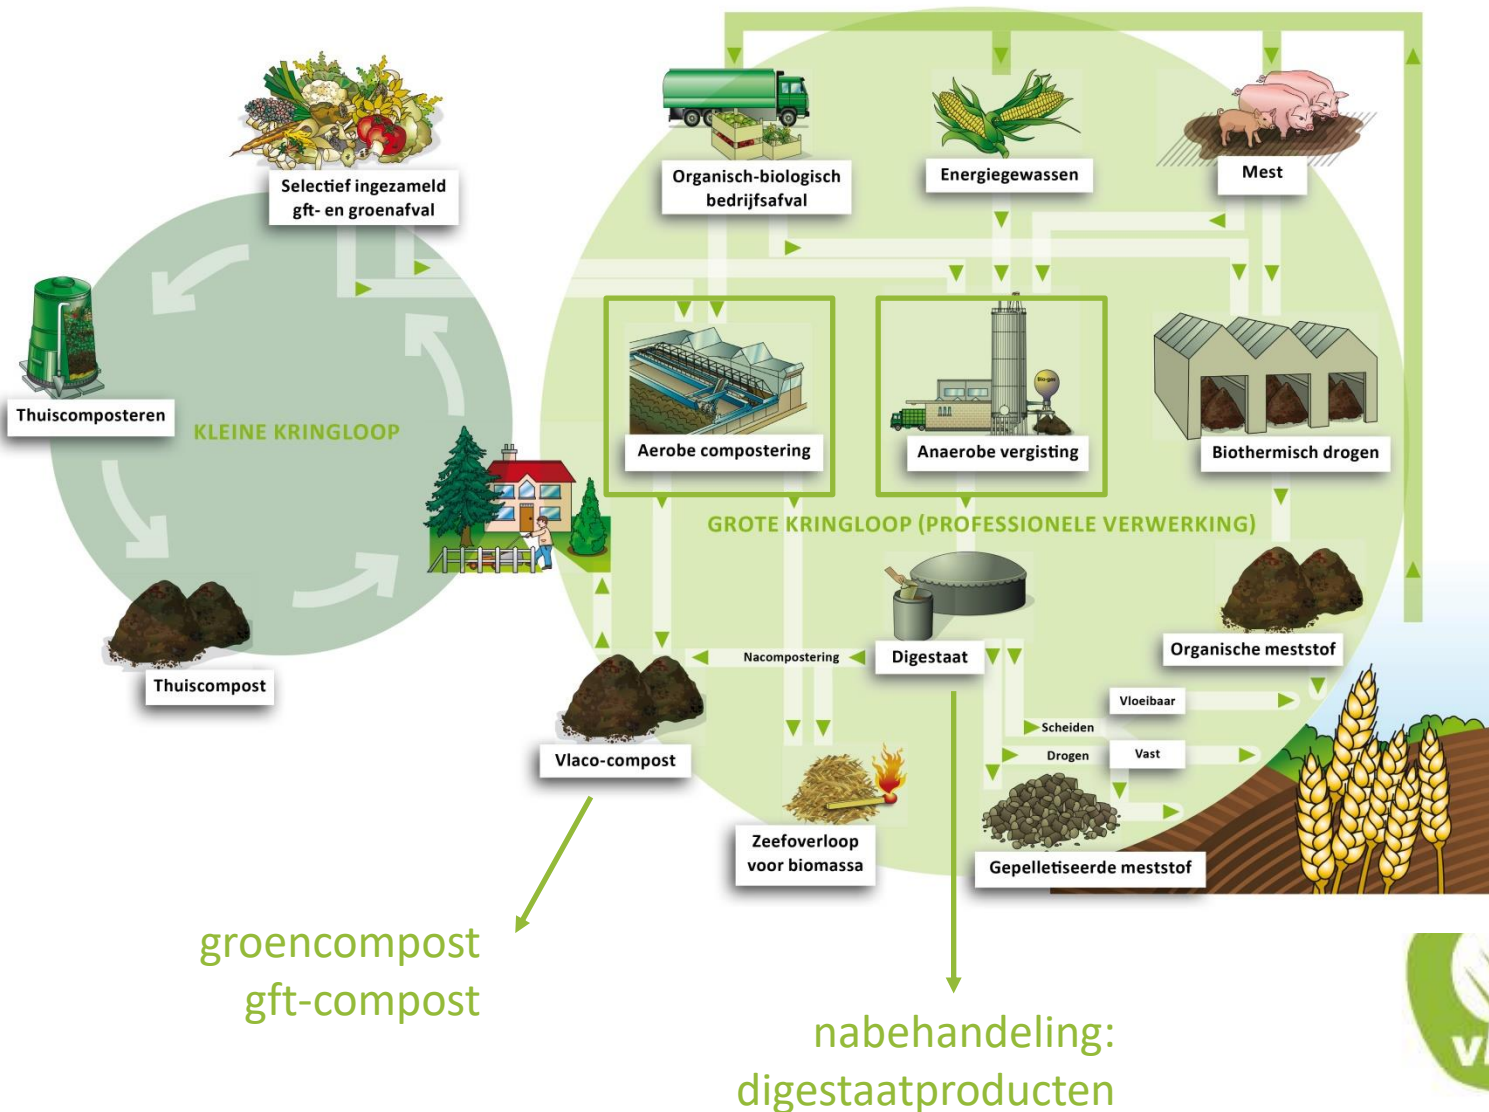 Selectief ingezameld
gft- en groenafval
Organisch-biologisch
bedrijfsafval
Energiegewassen
Mest
Thuiscomposteren
KLEINE KRINGLOOP
Bio-gas
Aerobe compostering
Anaerobe vergisting
Biothermisch drogen
GROTE KRINGLOOP (PROFESSIONELE VERWERKING)
Thuiscompost
Nacompostering
Digestaat
Organische meststof
Vloeibaar
Scheiden
Drogen
Vast
Vlaco-compost
Zeefoverloop
voor biomassa
Gepelletiseerde meststof
groencompost
gft-compost
nabehandeling:
digestaatproducten